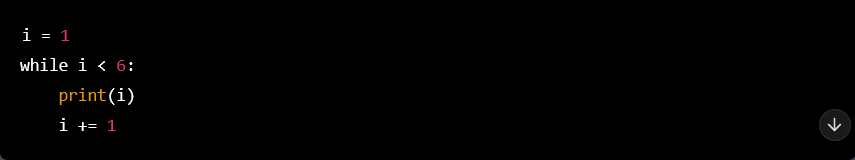 i = 1
while i < 6:
    print(i)
    i += 1